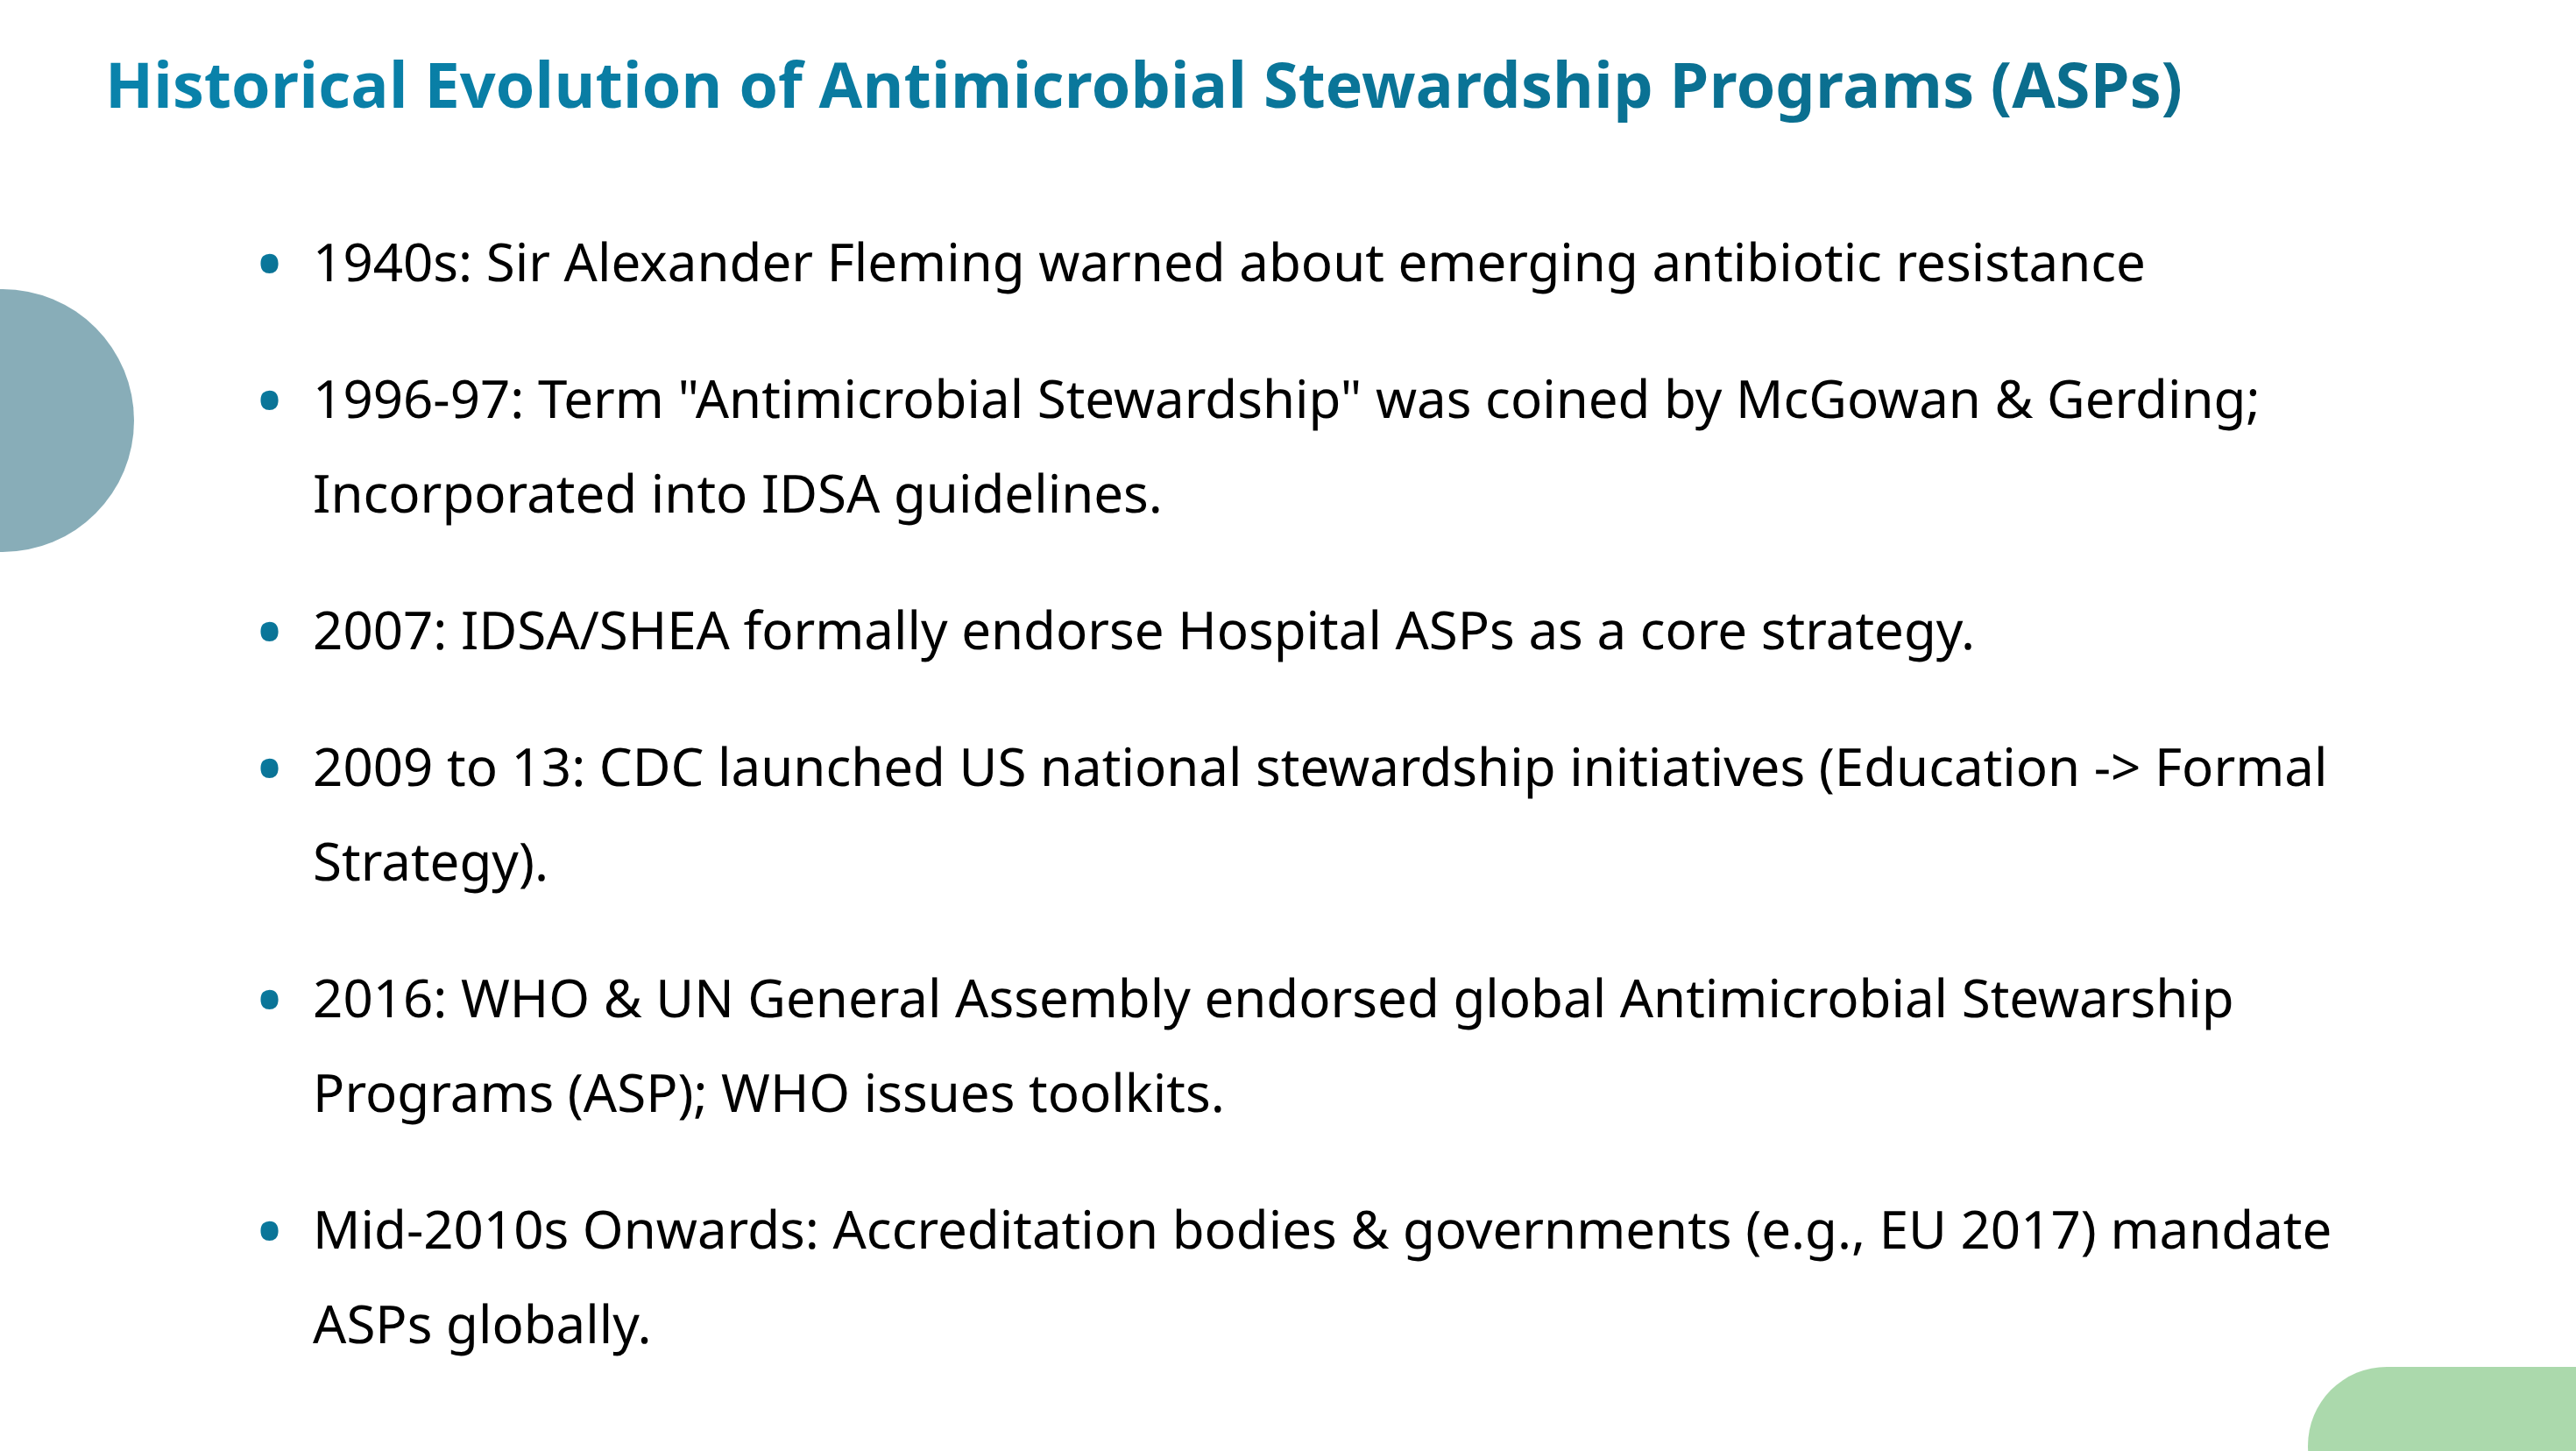 Historical Evolution of Antimicrobial Stewardship Programs (ASPs)
• 1940s: Sir Alexander Fleming warned about emerging antibiotic resistance
• 1996-97: Term "Antimicrobial Stewardship" was coined by McGowan & Gerding;
Incorporated into IDSA guidelines.
• 2007: IDSA/SHEA formally endorse Hospital ASPs as a core strategy.
• 2009 to 13: CDC launched US national stewardship initiatives (Education -> Formal
Strategy).
• 2016: WHO & UN General Assembly endorsed global Antimicrobial Stewarship
Programs (ASP); WHO issues toolkits.
• Mid-2010s Onwards: Accreditation bodies & governments (e.g., EU 2017) mandate
ASPs globally.